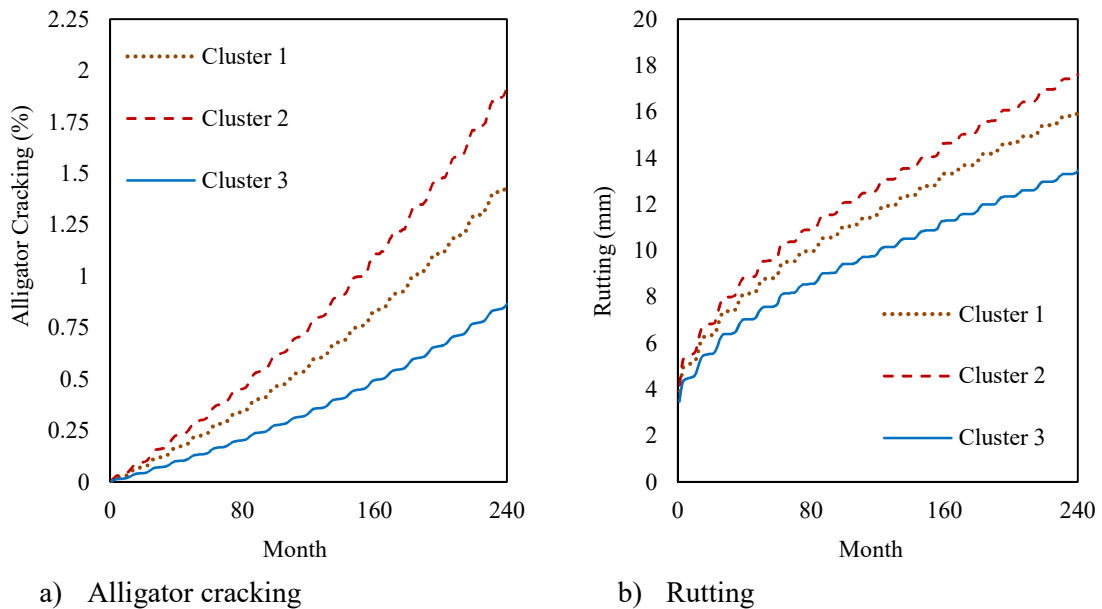 2.25
2
1.75
1.5
1.25
1
0.75
0.5
0.25
0
Alligator Cracking (%)
Cluster 1
Cluster 2
Cluster 3
0 80 160 240
Month
a) Alligator cracking
20
18
16
14
12
10
8
6
4
2
0
Rutting (mm)
Cluster 1
Cluster 2
Cluster 3
0 80 160 240
Month
b) Rutting